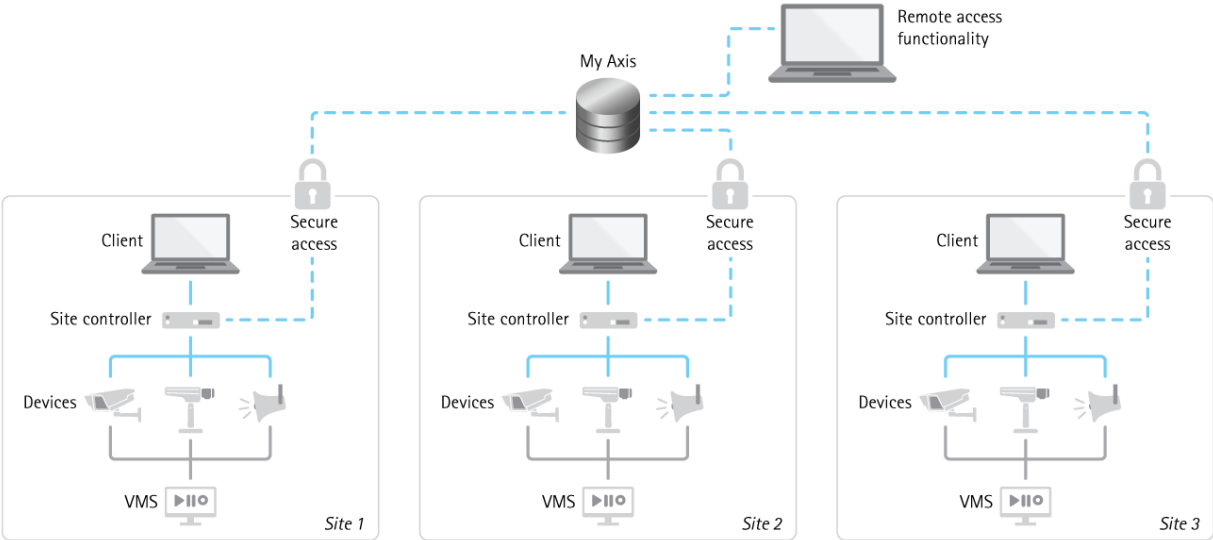 Remote access
functionality
My Axis
Secure
access
Client
Site controller
Devices
VMS
Site 1
Secure
access
Client
Site controller
Devices
VMS
Site 2
Secure
access
Client
Site controller
Devices
VMS
Site 3